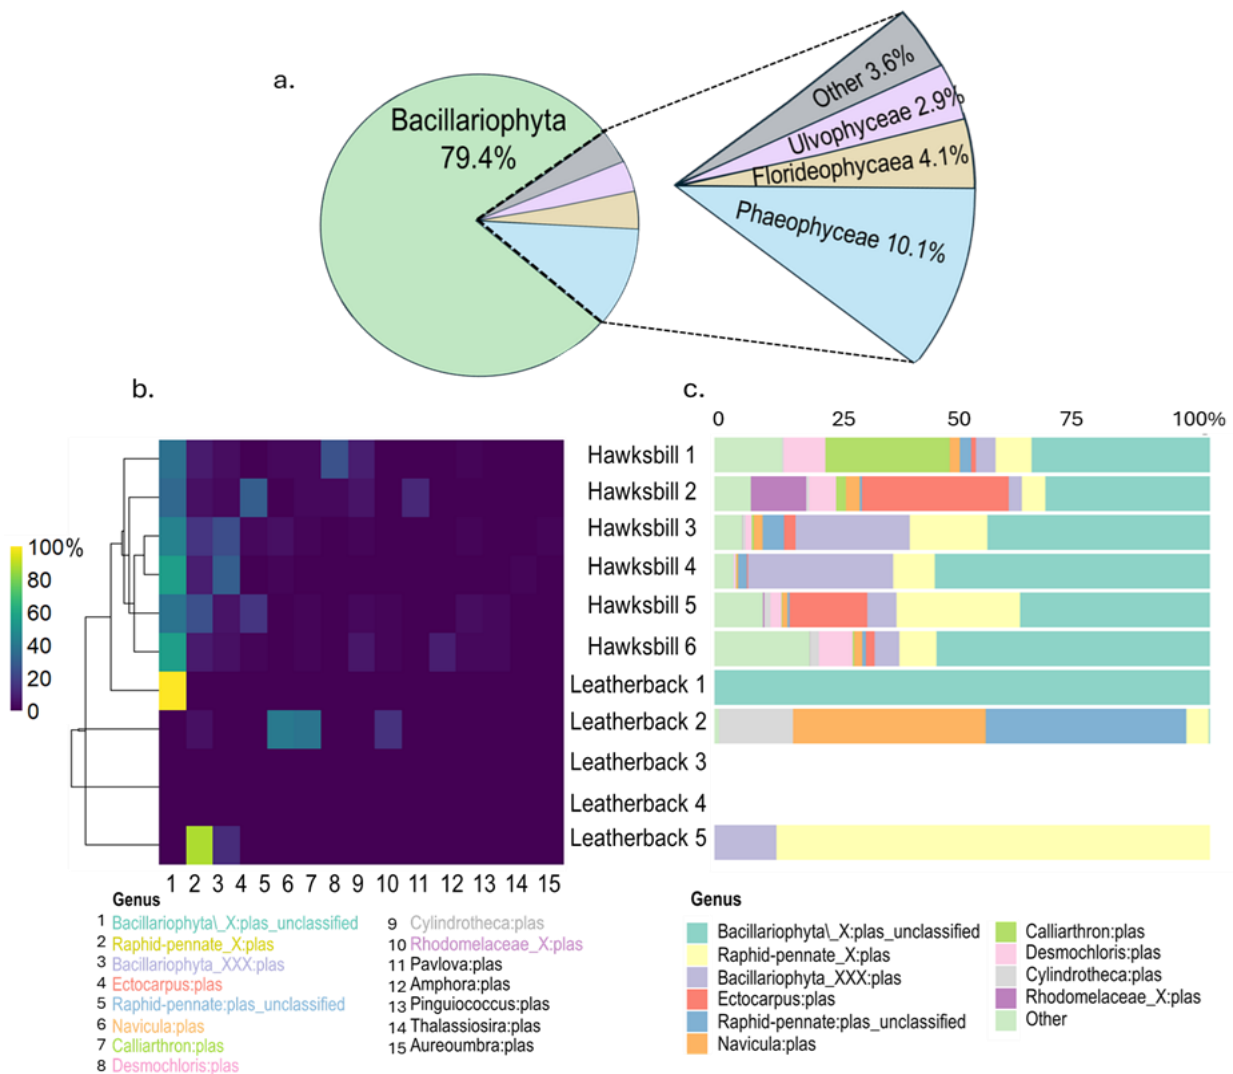 a.
Bacillariophyta
79.4%
Other 3.6%
Ulvophyceae 2.9%
Florideophycaea 4.1%
Phaeophyceae 10.1%
b.
c.
0 25 50 75 100%
100%
80
60
40
20
0
Hawksbill 1
Hawksbill 2
Hawksbill 3
Hawksbill 4
Hawksbill 5
Hawksbill 6
Leatherback 1
Leatherback 2
Leatherback 3
Leatherback 4
Leatherback 5
1 2 3 4 5 6 7 8 9 10 11 12 13 14 15
Genus
1 Bacillariophyta\_X:plas_unclassified
2 Raphid-pennate_X:plas
3 Bacillariophyta_XXX:plas
4 Ectocarpus:plas
5 Raphid-pennate:plas_unclassified
6 Navicula:plas
7 Calliarthron:plas
8 Desmochloris:plas
9 Cylindrotheca:plas
10 Rhodomelaceae_X:plas
11 Pavlova:plas
12 Amphora:plas
13 Pinguiococcus:plas
14 Thalassiosira:plas
15 Aureoumbra:plas
Genus
Bacillariophyta\_X:plas_unclassified
Raphid-pennate_X:plas
Bacillariophyta_XXX:plas
Ectocarpus:plas
Raphid-pennate:plas_unclassified
Navicula:plas
Calliarthron:plas
Desmochloris:plas
Cylindrotheca:plas
Rhodomelaceae_X:plas
Other